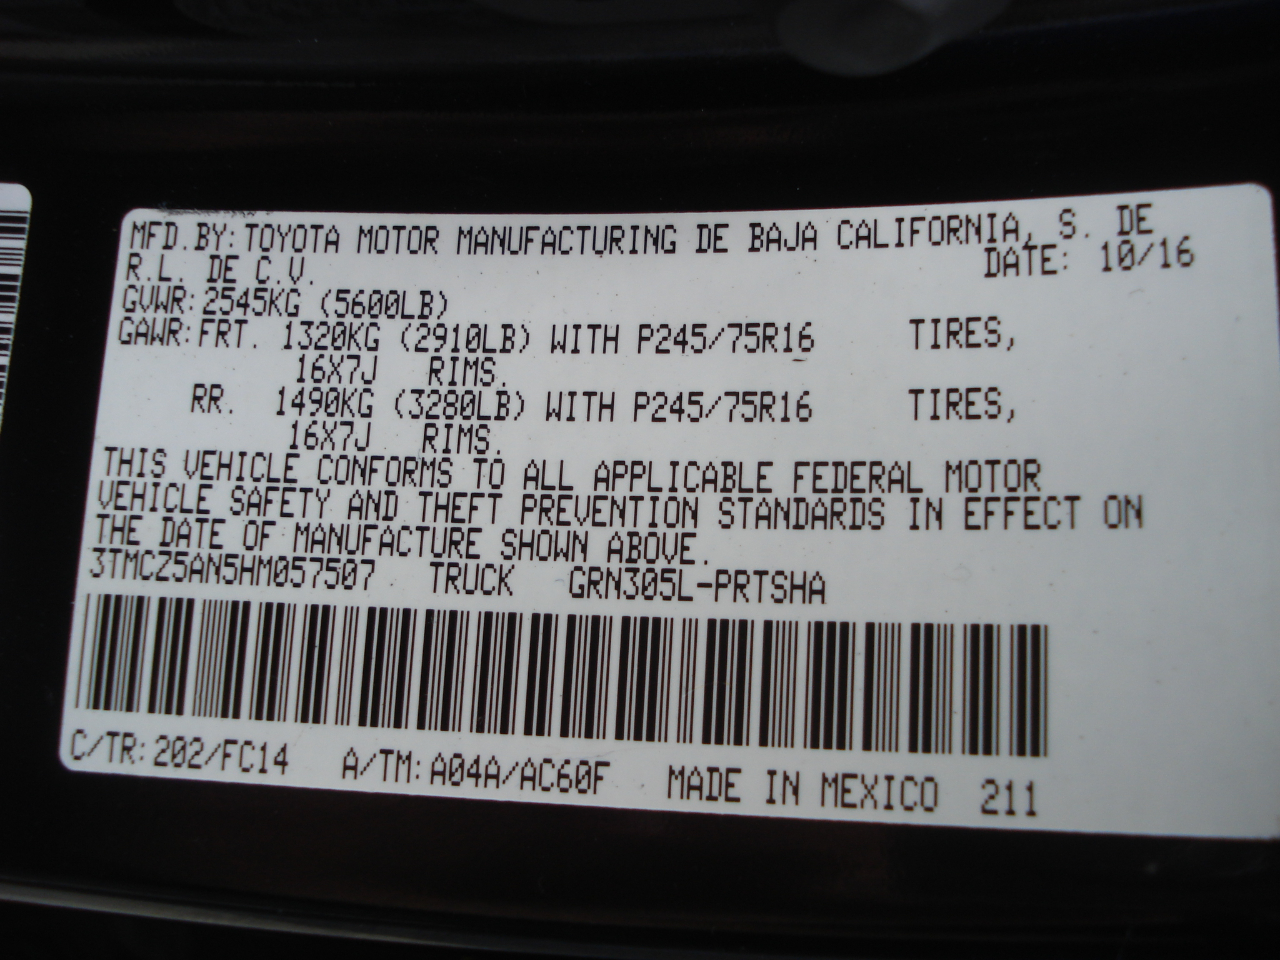 MFD.BY:TOYOTA MOTOR MANUFACTURING DE BAJA CALIFORNIA, S. DE
R.L. DE C.V. DATE: 10/16
GVWR:2545KG (5600LB)
GAWR:FRT. 1320KG (2910LB) WITH P245/75R16 TIRES,
16X7J RIMS.
RR. 1490KG (3280LB) WITH P245/75R16 TIRES,
16X7J RIMS.
THIS VEHICLE CONFORMS TO ALL APPLICABLE FEDERAL MOTOR
VEHICLE SAFETY AND THEFT PREVENTION STANDARDS IN EFFECT ON
THE DATE OF MANUFACTURE SHOWN ABOVE.
3TMCZ5AN5HM057507 TRUCK GRN305L-PRTSHA
C/TR:202/FC14 A/TM:A04A/AC60F MADE IN MEXICO 211